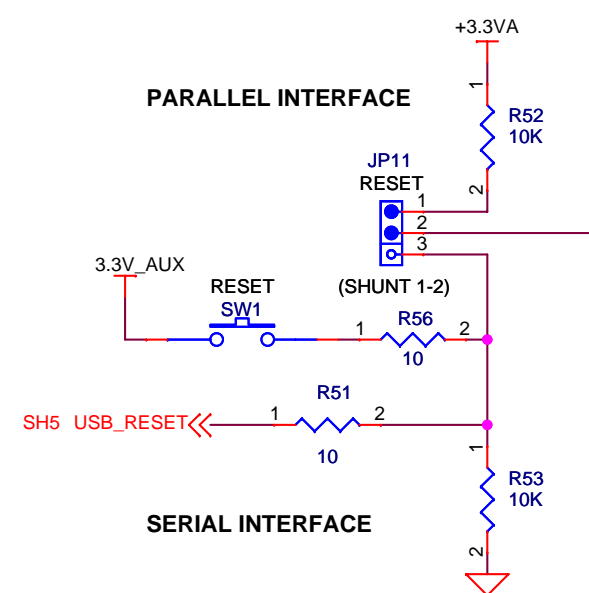 +3.3VA
PARALLEL INTERFACE
1
R52
10K
2
JP11
RESET
1
2
3
(SHUNT 1-2)
3.3V_AUX
RESET
SW1
R56
1 2
10
R51
SH5 USB_RESET
1 2
10
1
R53
10K
2
SERIAL INTERFACE